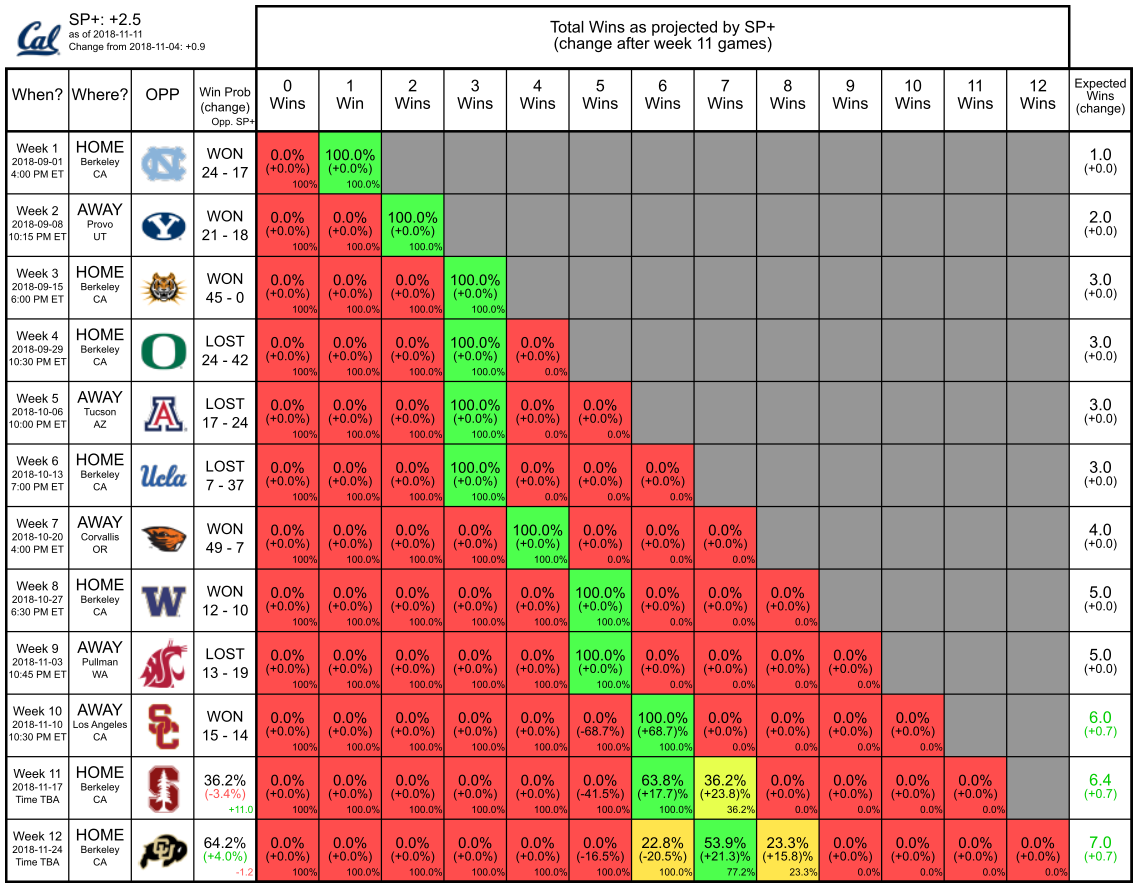 Cal
SP+: +2.5
as of 2018-11-11
Change from 2018-11-04: +0.9
Total Wins as projected by SP+
(change after week 11 games)
When? Where? OPP Win Prob (change) Opp. SP+ 0 Wins 1 Win 2 Wins 3 Wins 4 Wins 5 Wins 6 Wins 7 Wins 8 Wins 9 Wins 10 Wins 11 Wins 12 Wins Expected Wins (change)
Week 1 HOME NC WON 0.0% 100.0% 1.0
2018-09-01 Berkeley 24 - 17 (+0.0%) (+0.0%) (+0.0)
4:00 PM ET CA 100% 100.0%
Week 2 AWAY Y WON 0.0% 0.0% 100.0% 2.0
2018-09-08 Provo 21 - 18 (+0.0%) (+0.0%) (+0.0%) (+0.0)
10:15 PM ET UT 100% 100.0% 100.0%
Week 3 HOME WON 0.0% 0.0% 0.0% 100.0% 3.0
2018-09-15 Berkeley 45 - 0 (+0.0%) (+0.0%) (+0.0%) (+0.0%) (+0.0)
6:00 PM ET CA 100% 100.0% 100.0% 100.0%
Week 4 HOME O LOST 0.0% 0.0% 0.0% 100.0% 0.0% 3.0
2018-09-29 Berkeley 24 - 42 (+0.0%) (+0.0%) (+0.0%) (+0.0%) (+0.0%) (+0.0)
10:30 PM ET CA 100% 100.0% 100.0% 100.0% 0.0%
Week 5 AWAY A LOST 0.0% 0.0% 0.0% 100.0% 0.0% 0.0% 3.0
2018-10-06 Tucson 17 - 24 (+0.0%) (+0.0%) (+0.0%) (+0.0%) (+0.0%) (+0.0%) (+0.0)
10:00 PM ET AZ 100% 100.0% 100.0% 100.0% 0.0% 0.0%
Week 6 HOME Ucla LOST 0.0% 0.0% 0.0% 100.0% 0.0% 0.0% 0.0% 3.0
2018-10-13 Berkeley 7 - 37 (+0.0%) (+0.0%) (+0.0%) (+0.0%) (+0.0%) (+0.0%) (+0.0%) (+0.0)
7:00 PM ET CA 100% 100.0% 100.0% 100.0% 0.0% 0.0% 0.0%
Week 7 AWAY WON 0.0% 0.0% 0.0% 0.0% 100.0% 0.0% 0.0% 0.0% 4.0
2018-10-20 Corvallis 49 - 7 (+0.0%) (+0.0%) (+0.0%) (+0.0%) (+0.0%) (+0.0%) (+0.0%) (+0.0%) (+0.0)
4:00 PM ET OR 100% 100.0% 100.0% 100.0% 100.0% 0.0% 0.0% 0.0%
Week 8 HOME W WON 0.0% 0.0% 0.0% 0.0% 0.0% 100.0% 0.0% 0.0% 0.0% 5.0
2018-10-27 Berkeley 12 - 10 (+0.0%) (+0.0%) (+0.0%) (+0.0%) (+0.0%) (+0.0%) (+0.0%) (+0.0%) (+0.0%) (+0.0)
6:30 PM ET CA 100% 100.0% 100.0% 100.0% 100.0% 100.0% 0.0% 0.0% 0.0%
Week 9 AWAY WSC LOST 0.0% 0.0% 0.0% 0.0% 0.0% 100.0% 0.0% 0.0% 0.0% 0.0% 5.0
2018-11-03 Pullman 13 - 19 (+0.0%) (+0.0%) (+0.0%) (+0.0%) (+0.0%) (+0.0%) (+0.0%) (+0.0%) (+0.0%) (+0.0%) (+0.0)
10:45 PM ET WA 100% 100.0% 100.0% 100.0% 100.0% 100.0% 0.0% 0.0% 0.0% 0.0%
Week 10 AWAY SC WON 0.0% 0.0% 0.0% 0.0% 0.0% 0.0% 100.0% 0.0% 0.0% 0.0% 0.0% 6.0
2018-11-10 Los Angeles 15 - 14 (+0.0%) (+0.0%) (+0.0%) (+0.0%) (+0.0%) (-68.7%) (+68.7)% (+0.0%) (+0.0%) (+0.0%) (+0.0%) (+0.7)
10:30 PM ET CA 100% 100.0% 100.0% 100.0% 100.0% 100.0% 100.0% 0.0% 0.0% 0.0% 0.0%
Week 11 HOME S 36.2% 0.0% 0.0% 0.0% 0.0% 0.0% 0.0% 63.8% 36.2% 0.0% 0.0% 0.0% 0.0% 6.4
2018-11-17 Berkeley (-3.4%) (+0.0%) (+0.0%) (+0.0%) (+0.0%) (+0.0%) (-41.5%) (+17.7)% (+23.8)% (+0.0%) (+0.0%) (+0.0%) (+0.0%) (+0.7)
Time TBA CA +11.0 100% 100.0% 100.0% 100.0% 100.0% 100.0% 100.0% 36.2% 0.0% 0.0% 0.0% 0.0%
Week 12 HOME CU 64.2% 0.0% 0.0% 0.0% 0.0% 0.0% 0.0% 22.8% 53.9% 23.3% 0.0% 0.0% 0.0% 0.0% 7.0
2018-11-24 Berkeley (+4.0%) (+0.0%) (+0.0%) (+0.0%) (+0.0%) (+0.0%) (-16.5%) (-20.5%) (+21.3)% (+15.8)% (+0.0%) (+0.0%) (+0.0%) (+0.0%) (+0.7)
Time TBA CA -1.2 100% 100.0% 100.0% 100.0% 100.0% 100.0% 100.0% 77.2% 23.3% 0.0% 0.0% 0.0% 0.0%